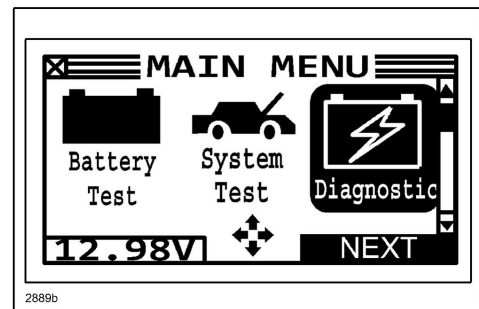 MAIN MENU
Battery Test
System Test
Diagnostic
12.98V
NEXT
2889b